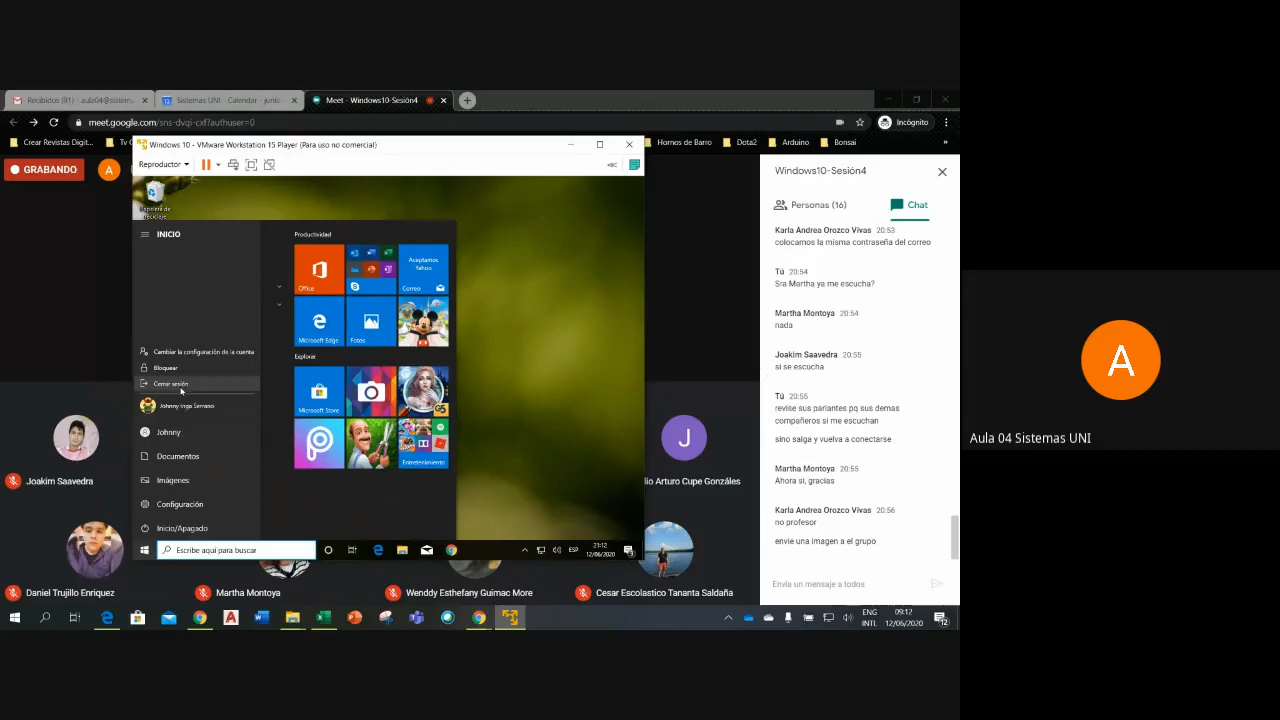 Recibidos (91) - aula04@sistem...
Sistemas UNI - Calendar - junio
Meet - Windows10-Sesión4
meet.google.com/sns-dvqi-cxf?authuser=0
Incógnito
Crear Revistas Digit...
Tv C
Hornos de Barro
Dota2
Arduino
Bonsai
»
Windows 10 - VMware Workstation 15 Player (Para uso no comercial)
Reproductor
GRABANDO
A
Papelera de
reciclaje
INICIO
Cambiar la configuración de la cuenta
Bloquear
Cerrar sesión
Johnny Inga Serrano
Johnny
Documentos
Imágenes
Configuración
Inicio/Apagado
Productividad
Office
Aceptamos
Yahoo
Correo
Microsoft Edge
Fotos
Explorar
Microsoft Store
Entretenimiento
Escribe aquí para buscar
ESP
21:12
12/06/2020
Windows10-Sesión4
Personas (16)
Chat
Karla Andrea Orozco Vivas 20:53
colocamos la misma contraseña del correo
Tú 20:54
Sra Martha ya me escucha?
Martha Montoya 20:54
nada
Joakim Saavedra 20:55
si se escucha
Tú 20:55
revise sus parlantes pq sus demas
compañeros si me escuchan
sino salga y vuelva a conectarse
Martha Montoya 20:55
Ahora si, gracias
Karla Andrea Orozco Vivas 20:56
no profesor
envie una imagen a el grupo
Envía un mensaje a todos
Joakim Saavedra
J
lio Arturo Cupe Gonzáles
Daniel Trujillo Enriquez
Martha Montoya
Wenddy Esthefany Guimac More
Cesar Escolastico Tananta Saldaña
ENG
INTL
09:12
12/06/2020
12
A
Aula 04 Sistemas UNI